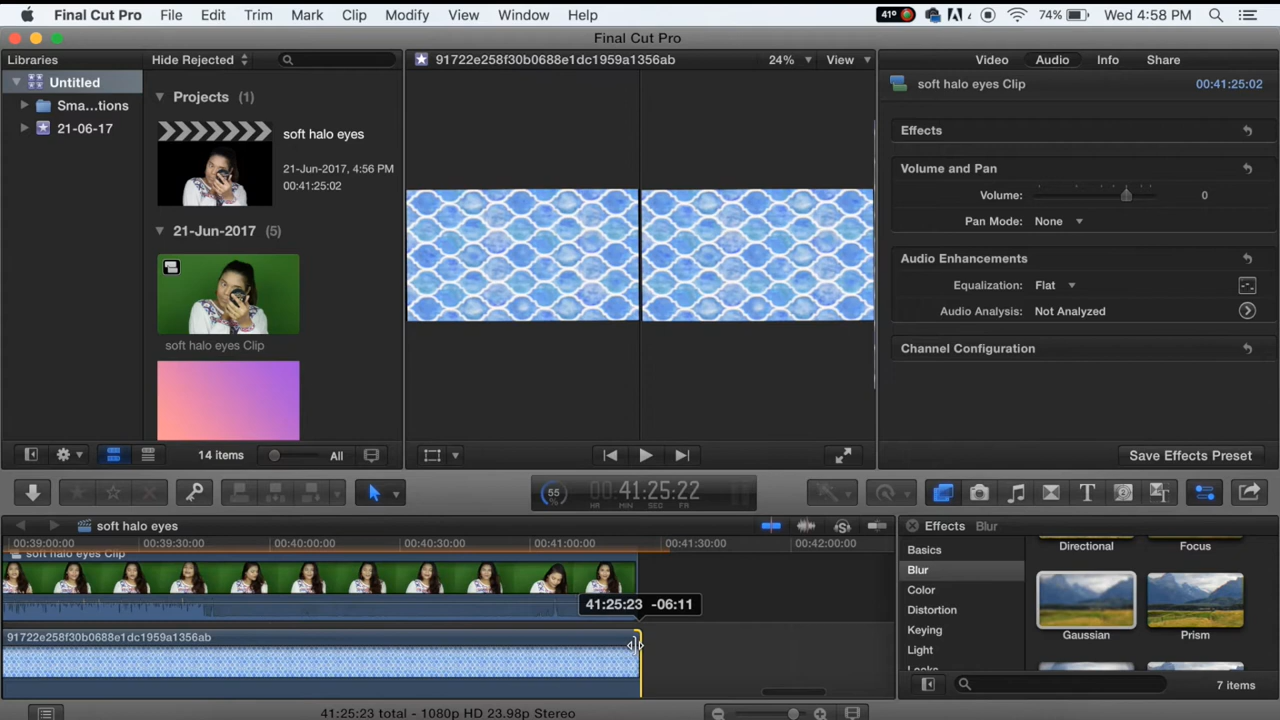 Final Cut Pro File Edit Trim Mark Clip Modify View Window Help 41° 74% Wed 4:58 PM
Final Cut Pro
Libraries Hide Rejected 91722e258f30b0688e1dc1959a1356ab 24% View Video Audio Info Share
Untitled
soft halo eyes Clip 00:41:25:02
Projects (1)
Sma...tions
21-06-17
soft halo eyes
21-Jun-2017, 4:56 PM
00:41:25:02
Effects
Volume and Pan
Volume: 0
Pan Mode: None
21-Jun-2017 (5)
Audio Enhancements
Equalization: Flat
Audio Analysis: Not Analyzed
soft halo eyes Clip
Channel Configuration
14 items All
Save Effects Preset
55 00:41:25:22
HR MIN SEC FR
soft halo eyes
Effects Blur
00:39:00:00 00:39:30:00 00:40:00:00 00:40:30:00 00:41:00:00 00:41:30:00 00:42:00:00
soft halo eyes Clip
Basics
Blur
Color
Distortion
Keying
Light
Looks
Directional Focus
Gaussian Prism
41:25:23 -06:11
91722e258f30b0688e1dc1959a1356ab
7 items
41:25:23 total - 1080p HD 23.98p Stereo